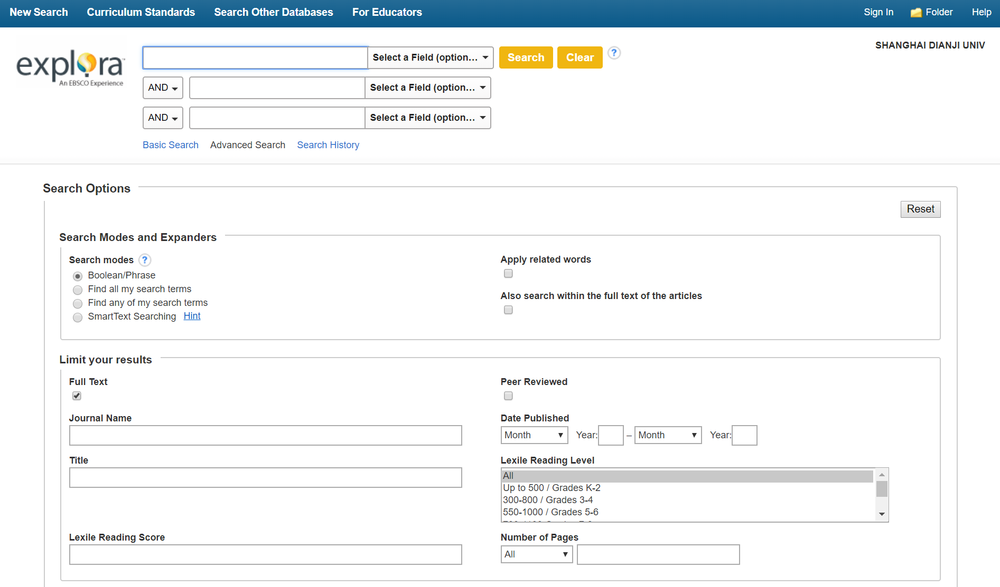 New Search Curriculum Standards Search Other Databases For Educators Sign In Folder Help
SHANGHAI DIANJI UNIV
explora™
An EBSCO Experience
Select a Field (option... Search Clear ?
AND Select a Field (option...
AND Select a Field (option...
Basic Search Advanced Search Search History
Search Options
Reset
Search Modes and Expanders
Search modes ?
Boolean/Phrase
Find all my search terms
Find any of my search terms
SmartText Searching Hint
Apply related words
Also search within the full text of the articles
Limit your results
Full Text
Peer Reviewed
Journal Name
Date Published
Month Year: – Month Year:
Title
Lexile Reading Level
All
Up to 500 / Grades K-2
300-800 / Grades 3-4
550-1000 / Grades 5-6
Lexile Reading Score
Number of Pages
All